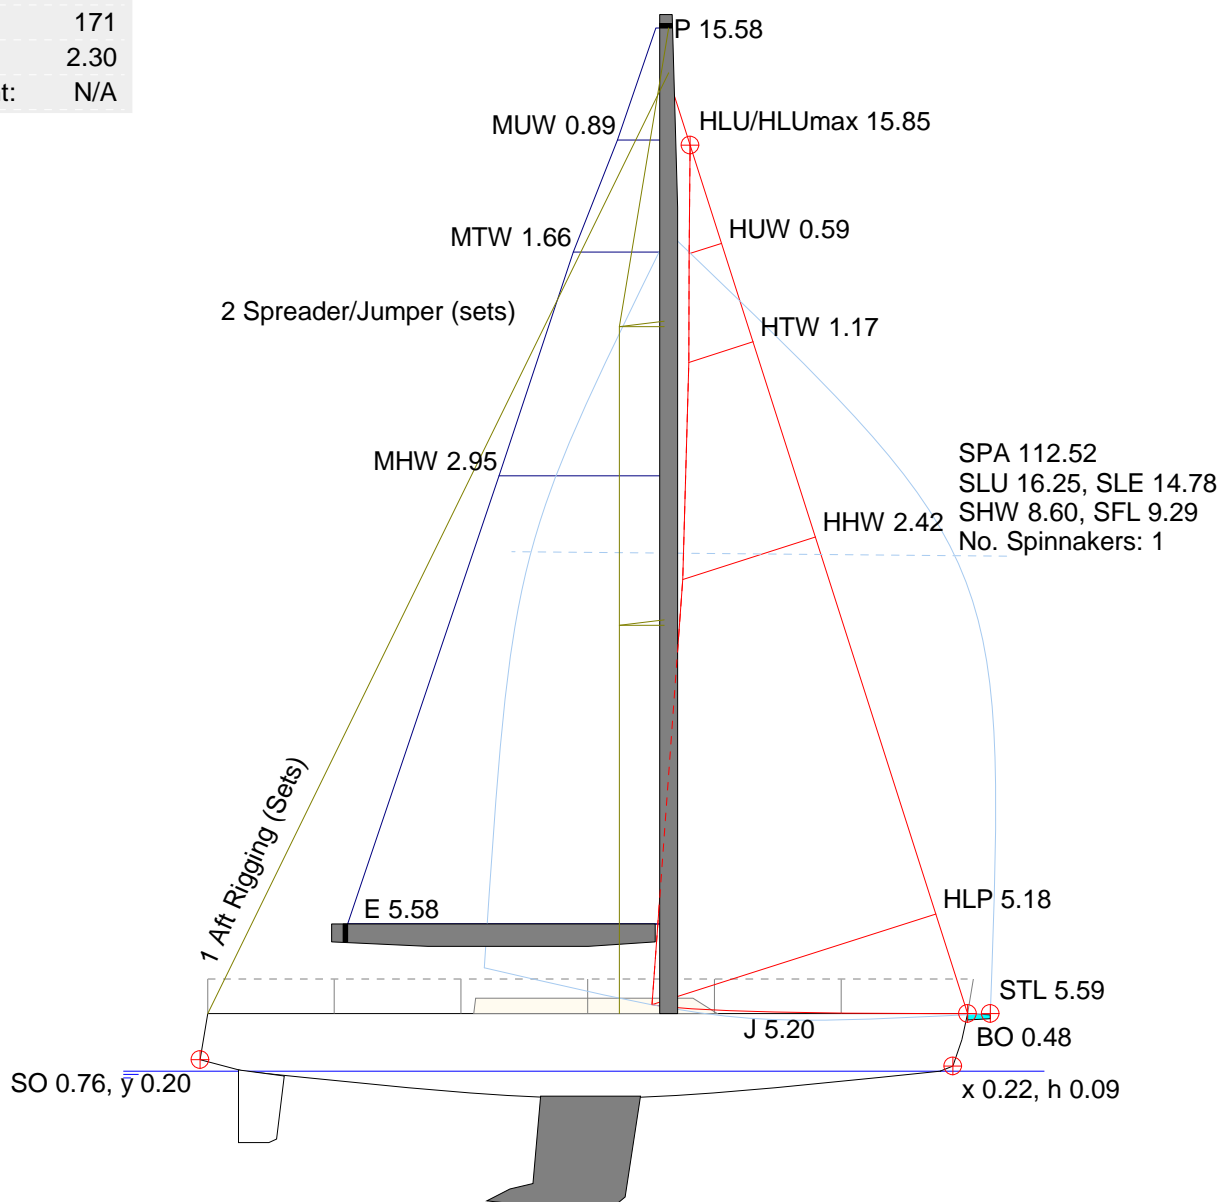 171
2.30
t: N/A
P 15.58
MUW 0.89
HLU/HLUmax 15.85
HUW 0.59
MTW 1.66
2 Spreader/Jumper (sets)
HTW 1.17
MHW 2.95
SPA 112.52
SLU 16.25, SLE 14.78
SHW 8.60, SFL 9.29
No. Spinnakers: 1
HHW 2.42
1 Aft Rigging (Sets)
E 5.58
HLP 5.18
STL 5.59
J 5.20
BO 0.48
SO 0.76, y 0.20
x 0.22, h 0.09